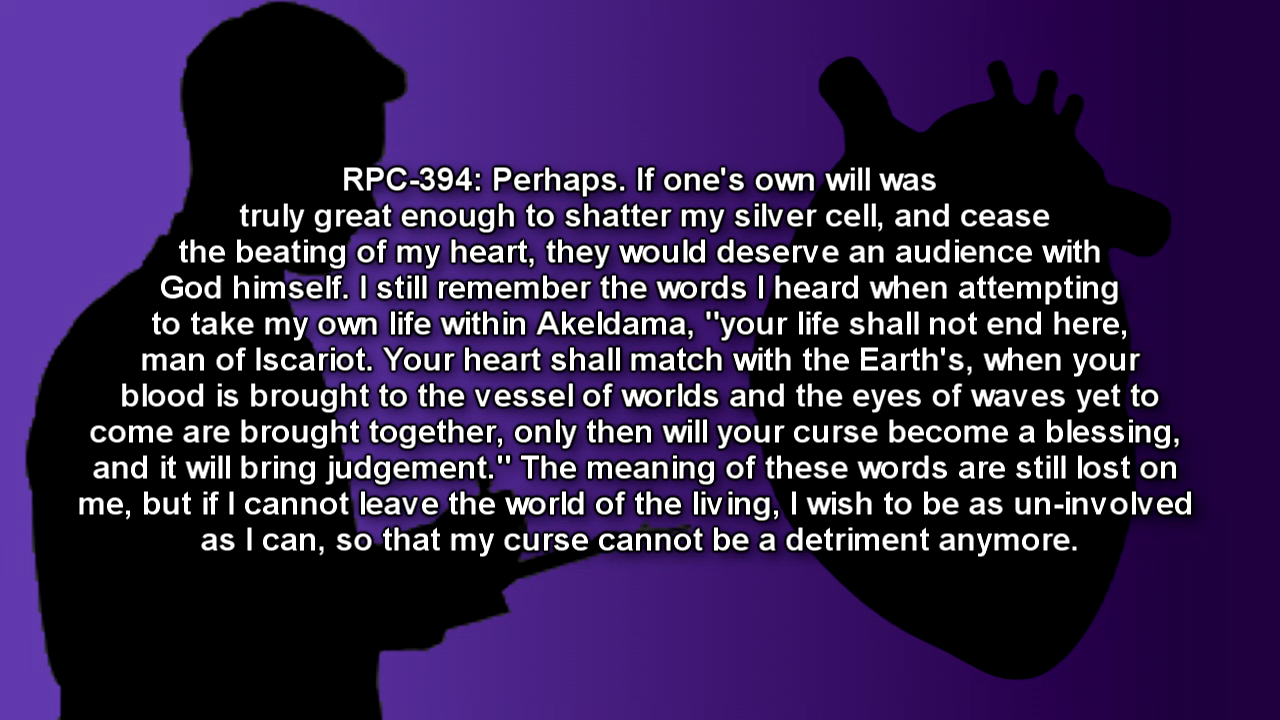 RPC-394: Perhaps. If one's own will was
truly great enough to shatter my silver cell, and cease
the beating of my heart, they would deserve an audience with
God himself. I still remember the words I heard when attempting
to take my own life within Akeldama, "your life shall not end here,
man of Iscariot. Your heart shall match with the Earth's, when your
blood is brought to the vessel of worlds and the eyes of waves yet to
come are brought together, only then will your curse become a blessing,
and it will bring judgement." The meaning of these words are still lost on
me, but if I cannot leave the world of the living, I wish to be as un-involved
as I can, so that my curse cannot be a detriment anymore.